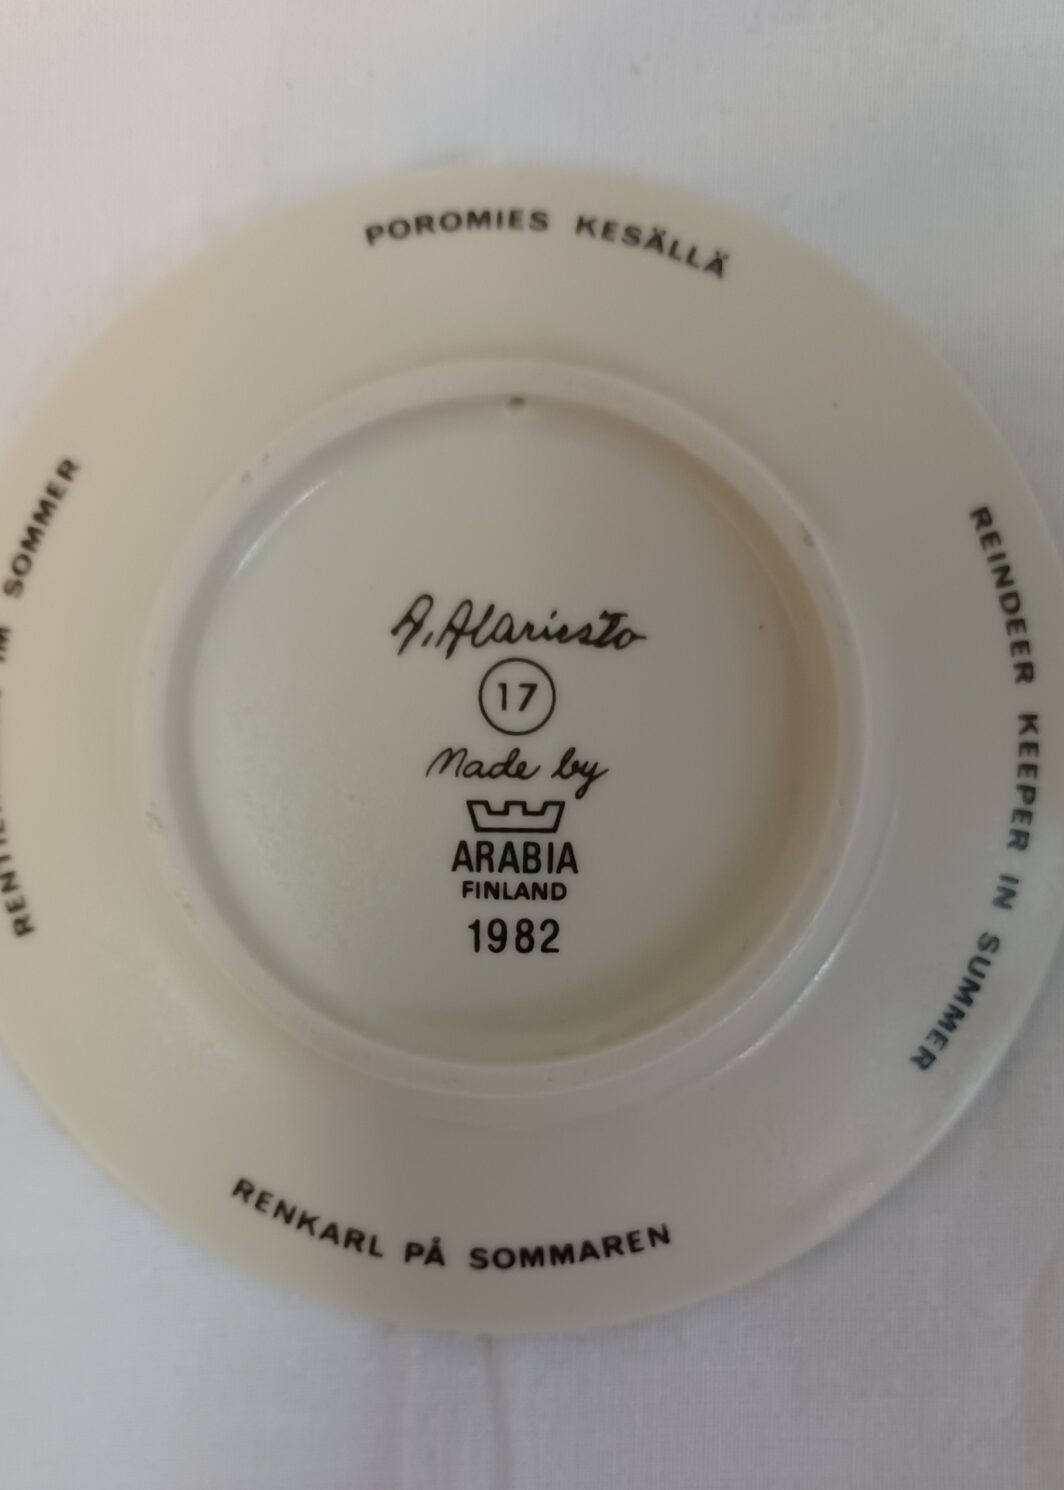 POROMIES KESÄLLÄ
REINDEER KEEPER IN SUMMER
RENKARL PÅ SOMMAREN
IM SOMMER
A. Alariesto
17
Made by
ARABIA
FINLAND
1982